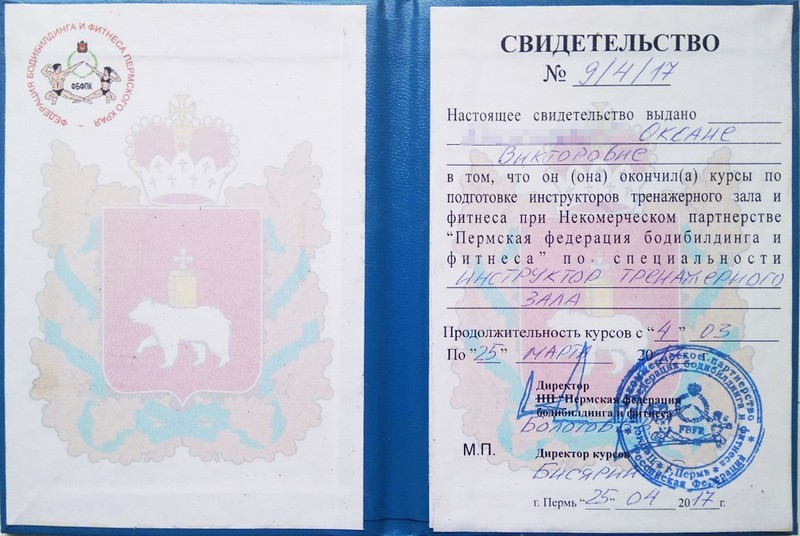 ФЕДЕРАЦИЯ БОДИБИЛДИНГА И ФИТНЕСА ПЕРМСКОГО КРАЯ
ФБФПК
СВИДЕТЕЛЬСТВО
№ 9/4/17
Настоящее свидетельство выдано
Оксане
Викторовне
в том, что он (она) окончил(а) курсы по
подготовке инструкторов тренажерного зала и
фитнеса при Некомерческом партнерстве
“Пермская федерация бодибилдинга и
фитнеса” по специальности
инструктор тренажерного
зала
Продолжительность курсов с “4” 03
По “25” марта 20
Директор
НП “Пермская федерация
бодибилдинга и фитнеса
М.П.
Директор курсов
г. Пермь “25” 04 2017г.